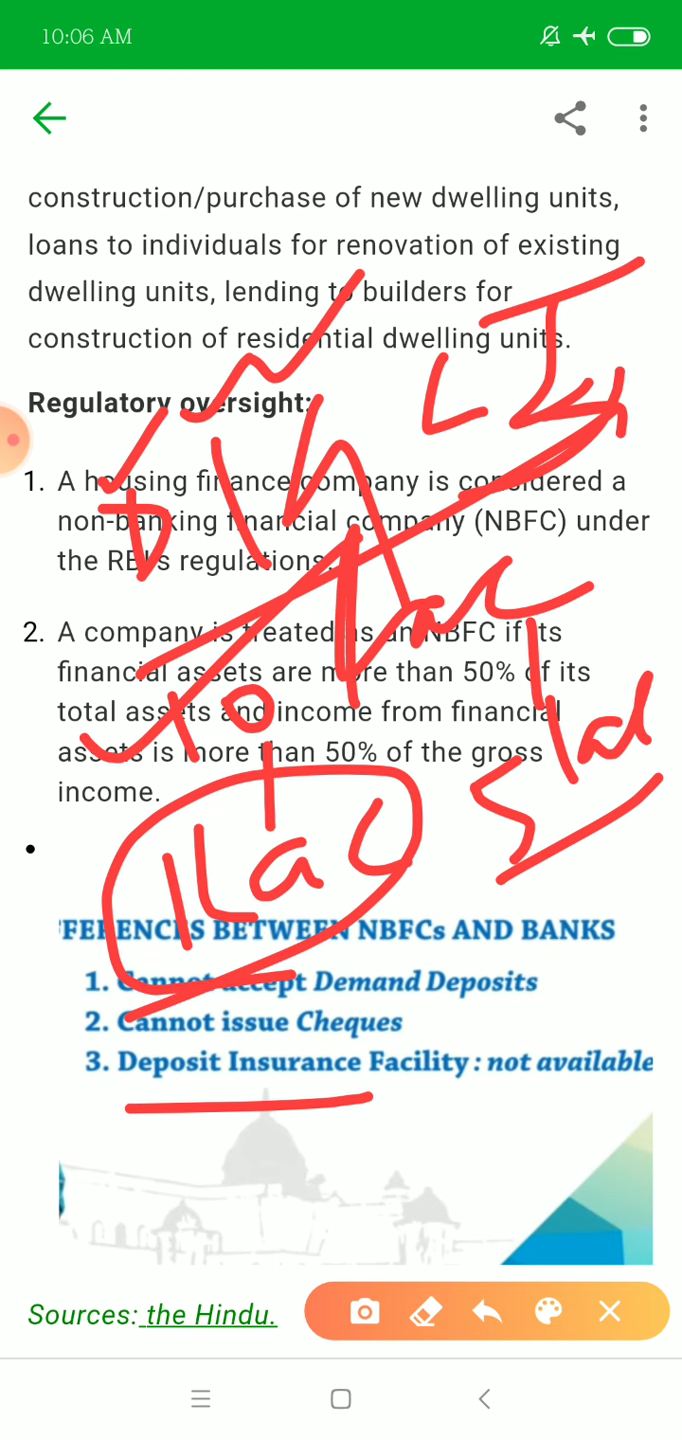 10:06 AM
construction/purchase of new dwelling units,
loans to individuals for renovation of existing
dwelling units, lending to builders for
construction of residential dwelling units.
Regulatory oversight:
1. A housing finance company is considered a
non-banking financial company (NBFC) under
the RBI's regulations.
2. A company is treated as an NBFC if its
financial assets are more than 50% of its
total assets and income from financial
assets is more than 50% of the gross
income.
FERENCES BETWEEN NBFCs AND BANKS
1. Cannot accept Demand Deposits
2. Cannot issue Cheques
3. Deposit Insurance Facility : not available
Sources: the Hindu.